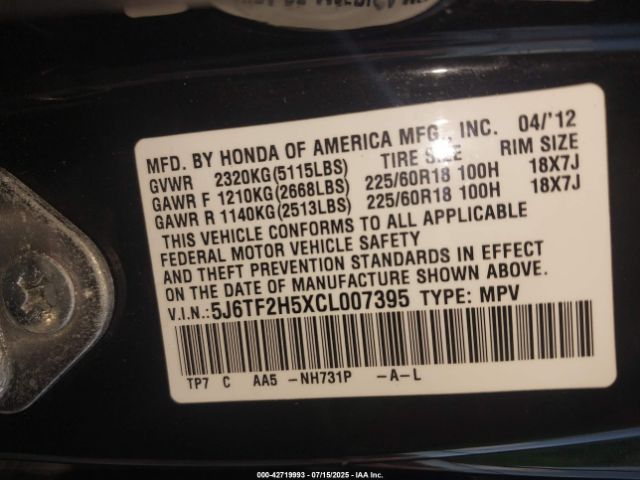 MFD. BY HONDA OF AMERICA MFG., INC. 04/'12
GVWR 2320KG(5115LBS) TIRE SIZE RIM SIZE
GAWR F 1210KG(2668LBS) 225/60R18 100H 18X7J
GAWR R 1140KG(2513LBS) 225/60R18 100H 18X7J
THIS VEHICLE CONFORMS TO ALL APPLICABLE
FEDERAL MOTOR VEHICLE SAFETY
AND THEFT PREVENTION STANDARDS IN EFFECT
ON THE DATE OF MANUFACTURE SHOWN ABOVE.
V.I.N.:5J6TF2H5XCL007395 TYPE: MPV
TP7 C AA5 -NH731P -A-L
000-42719993 - 07/15/2025 - IAA Inc.